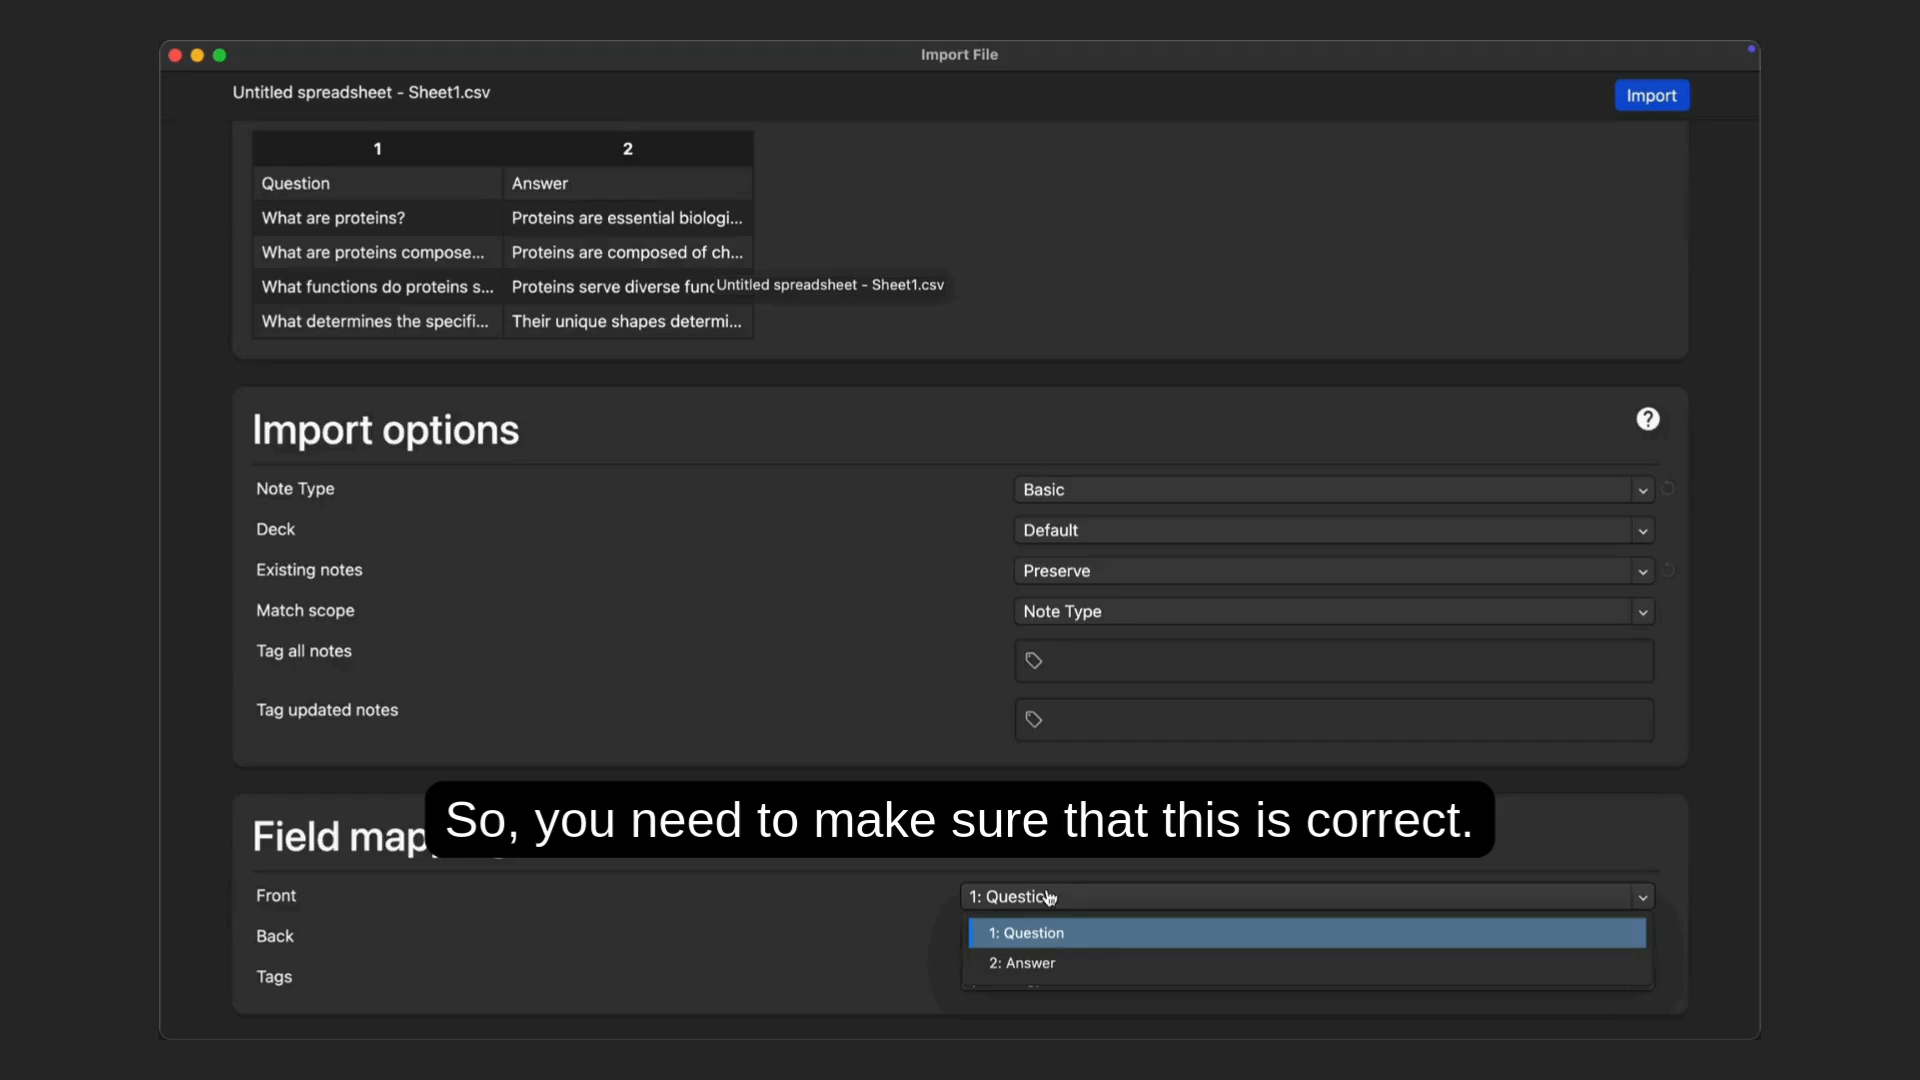 Import File
Untitled spreadsheet - Sheet1.csv
Import
1 2
Question Answer
What are proteins? Proteins are essential biologi...
What are proteins compose... Proteins are composed of ch...
What functions do proteins s... Proteins serve diverse func
Untitled spreadsheet - Sheet1.csv
What determines the specifi... Their unique shapes determi...
Import options
?
Note Type Basic
Deck Default
Existing notes Preserve
Match scope Note Type
Tag all notes
Tag updated notes
So, you need to make sure that this is correct.
Field
Front 1: Question
1: Question
Back
2: Answer
Tags